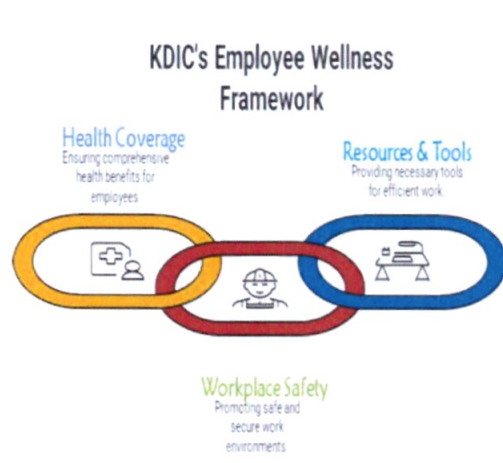 KDIC's Employee Wellness
Framework
Health Coverage
Ensuring comprehensive
health benefits for
employees
Resources & Tools
Providing necessary tools
for efficient work
Workplace Safety
Promoting safe and
secure work
environments